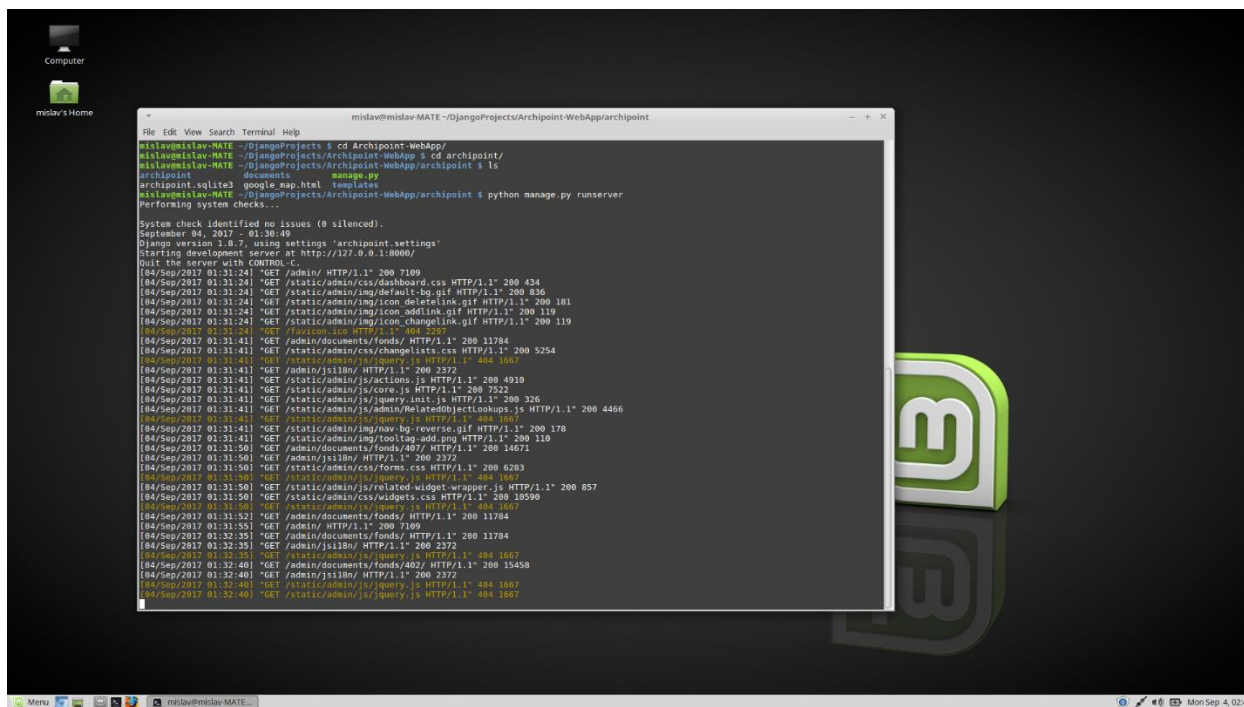 Computer
mislav's Home
mislav@mislav-MATE ~/DjangoProjects/Archipoint-WebApp/archipoint
File Edit View Search Terminal Help
mislav@mislav-MATE ~/DjangoProjects $ cd Archipoint-WebApp/
mislav@mislav-MATE ~/DjangoProjects/Archipoint-WebApp $ cd archipoint/
mislav@mislav-MATE ~/DjangoProjects/Archipoint-WebApp/archipoint $ ls
archipoint documents manage.py
archipoint.sqlite3 google_map.html templates
mislav@mislav-MATE ~/DjangoProjects/Archipoint-WebApp/archipoint $ python manage.py runserver
Performing system checks...
System check identified no issues (0 silenced).
September 04, 2017 - 01:30:49
Django version 1.8.7, using settings 'archipoint.settings'
Starting development server at http://127.0.0.1:8000/
Quit the server with CONTROL-C.
[04/Sep/2017 01:31:24] "GET /admin/ HTTP/1.1" 200 7109
[04/Sep/2017 01:31:24] "GET /static/admin/css/dashboard.css HTTP/1.1" 200 434
[04/Sep/2017 01:31:24] "GET /static/admin/img/default-bg.gif HTTP/1.1" 200 836
[04/Sep/2017 01:31:24] "GET /static/admin/img/icon_deletelink.gif HTTP/1.1" 200 181
[04/Sep/2017 01:31:24] "GET /static/admin/img/icon_addlink.gif HTTP/1.1" 200 119
[04/Sep/2017 01:31:24] "GET /static/admin/img/icon_changelink.gif HTTP/1.1" 200 119
[04/Sep/2017 01:31:24] "GET /favicon.ico HTTP/1.1" 404 2297
[04/Sep/2017 01:31:41] "GET /admin/documents/fonds/ HTTP/1.1" 200 11784
[04/Sep/2017 01:31:41] "GET /static/admin/css/changelists.css HTTP/1.1" 200 5254
[04/Sep/2017 01:31:41] "GET /static/admin/js/jquery.js HTTP/1.1" 404 1667
[04/Sep/2017 01:31:41] "GET /admin/jsi18n/ HTTP/1.1" 200 2372
[04/Sep/2017 01:31:41] "GET /static/admin/js/actions.js HTTP/1.1" 200 4910
[04/Sep/2017 01:31:41] "GET /static/admin/js/core.js HTTP/1.1" 200 7522
[04/Sep/2017 01:31:41] "GET /static/admin/js/jquery.init.js HTTP/1.1" 200 326
[04/Sep/2017 01:31:41] "GET /static/admin/js/admin/RelatedObjectLookups.js HTTP/1.1" 200 4466
[04/Sep/2017 01:31:41] "GET /static/admin/js/jquery.js HTTP/1.1" 404 1667
[04/Sep/2017 01:31:41] "GET /static/admin/img/nav-bg-reverse.gif HTTP/1.1" 200 178
[04/Sep/2017 01:31:41] "GET /static/admin/img/tooltag-add.png HTTP/1.1" 200 110
[04/Sep/2017 01:31:50] "GET /admin/documents/fonds/407/ HTTP/1.1" 200 14671
[04/Sep/2017 01:31:50] "GET /admin/jsi18n/ HTTP/1.1" 200 2372
[04/Sep/2017 01:31:50] "GET /static/admin/css/forms.css HTTP/1.1" 200 6283
[04/Sep/2017 01:31:50] "GET /static/admin/js/jquery.js HTTP/1.1" 404 1667
[04/Sep/2017 01:31:50] "GET /static/admin/js/related-widget-wrapper.js HTTP/1.1" 200 857
[04/Sep/2017 01:31:50] "GET /static/admin/css/widgets.css HTTP/1.1" 200 10590
[04/Sep/2017 01:31:50] "GET /static/admin/js/jquery.js HTTP/1.1" 404 1667
[04/Sep/2017 01:31:52] "GET /admin/documents/fonds/ HTTP/1.1" 200 11784
[04/Sep/2017 01:31:55] "GET /admin/ HTTP/1.1" 200 7109
[04/Sep/2017 01:32:35] "GET /admin/documents/fonds/ HTTP/1.1" 200 11784
[04/Sep/2017 01:32:35] "GET /admin/jsi18n/ HTTP/1.1" 200 2372
[04/Sep/2017 01:32:35] "GET /static/admin/js/jquery.js HTTP/1.1" 404 1667
[04/Sep/2017 01:32:40] "GET /admin/documents/fonds/402/ HTTP/1.1" 200 15458
[04/Sep/2017 01:32:40] "GET /admin/jsi18n/ HTTP/1.1" 200 2372
[04/Sep/2017 01:32:40] "GET /static/admin/js/jquery.js HTTP/1.1" 404 1667
[04/Sep/2017 01:32:40] "GET /static/admin/js/jquery.js HTTP/1.1" 404 1667
Menu mislav@mislav-MATE... Mon Sep 4, 02: